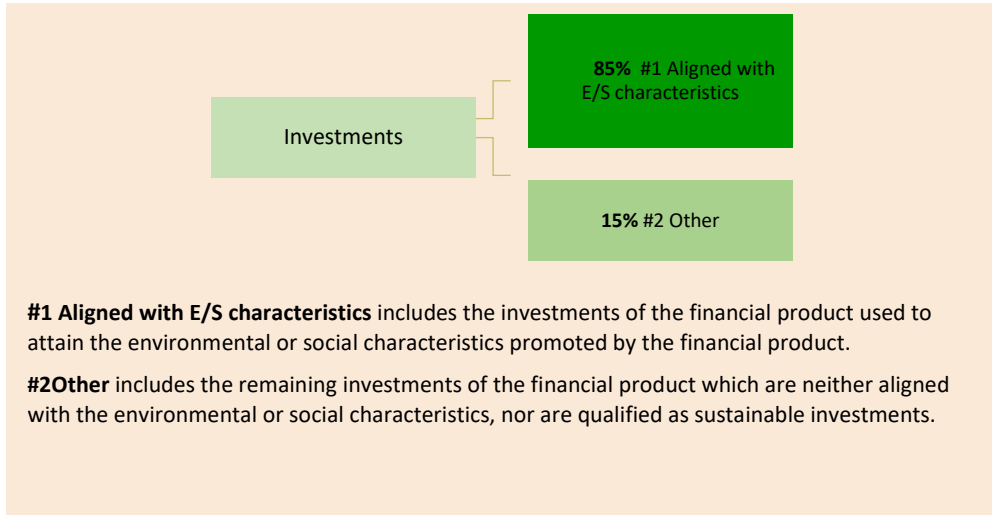 85% #1 Aligned with
E/S characteristics
Investments
15% #2 Other
#1 Aligned with E/S characteristics includes the investments of the financial product used to
attain the environmental or social characteristics promoted by the financial product.
#2Other includes the remaining investments of the financial product which are neither aligned
with the environmental or social characteristics, nor are qualified as sustainable investments.